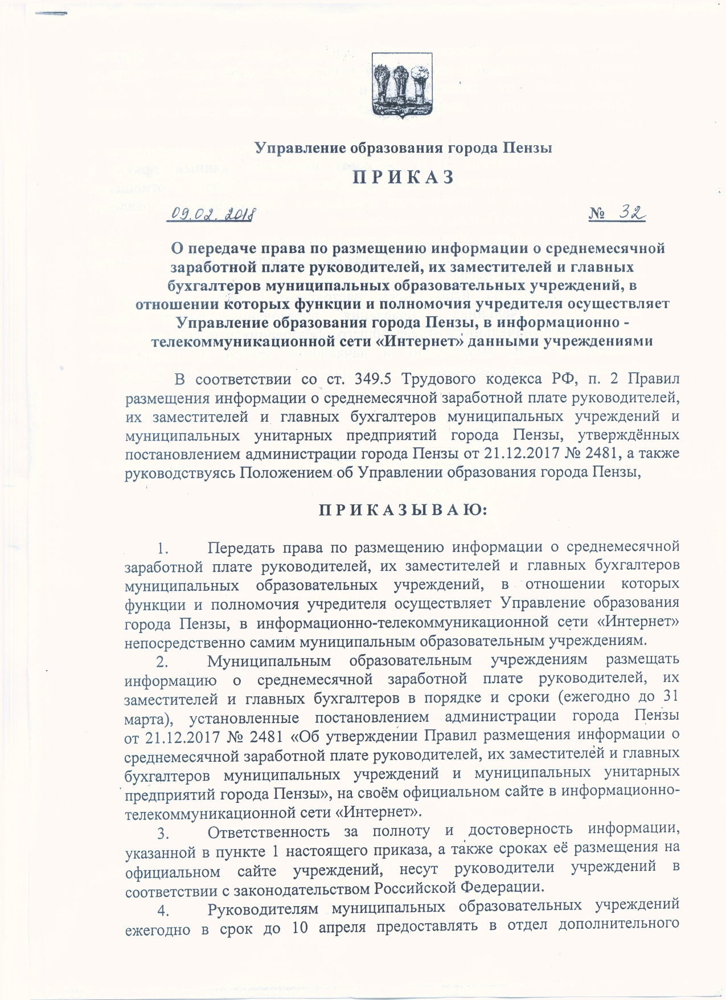 Управление образования города Пензы
П Р И К А З
09.02.2018 № 32
О передаче права по размещению информации о среднемесячной
заработной плате руководителей, их заместителей и главных
бухгалтеров муниципальных образовательных учреждений, в
отношении которых функции и полномочия учредителя осуществляет
Управление образования города Пензы, в информационно -
телекоммуникационной сети «Интернет» данными учреждениями
В соответствии со ст. 349.5 Трудового кодекса РФ, п. 2 Правил
размещения информации о среднемесячной заработной плате руководителей,
их заместителей и главных бухгалтеров муниципальных учреждений и
муниципальных унитарных предприятий города Пензы, утверждённых
постановлением администрации города Пензы от 21.12.2017 № 2481, а также
руководствуясь Положением об Управлении образования города Пензы,
П Р И К А З Ы В А Ю:
1. Передать права по размещению информации о среднемесячной
заработной плате руководителей, их заместителей и главных бухгалтеров
муниципальных образовательных учреждений, в отношении которых
функции и полномочия учредителя осуществляет Управление образования
города Пензы, в информационно-телекоммуникационной сети «Интернет»
непосредственно самим муниципальным образовательным учреждениям.
2. Муниципальным образовательным учреждениям размещать
информацию о среднемесячной заработной плате руководителей, их
заместителей и главных бухгалтеров в порядке и сроки (ежегодно до 31
марта), установленные постановлением администрации города Пензы
от 21.12.2017 № 2481 «Об утверждении Правил размещения информации о
среднемесячной заработной плате руководителей, их заместителей и главных
бухгалтеров муниципальных учреждений и муниципальных унитарных
предприятий города Пензы», на своём официальном сайте в информационно-
телекоммуникационной сети «Интернет».
3. Ответственность за полноту и достоверность информации,
указанной в пункте 1 настоящего приказа, а также сроках её размещения на
официальном сайте учреждений, несут руководители учреждений в
соответствии с законодательством Российской Федерации.
4. Руководителям муниципальных образовательных учреждений
ежегодно в срок до 10 апреля предоставлять в отдел дополнительного